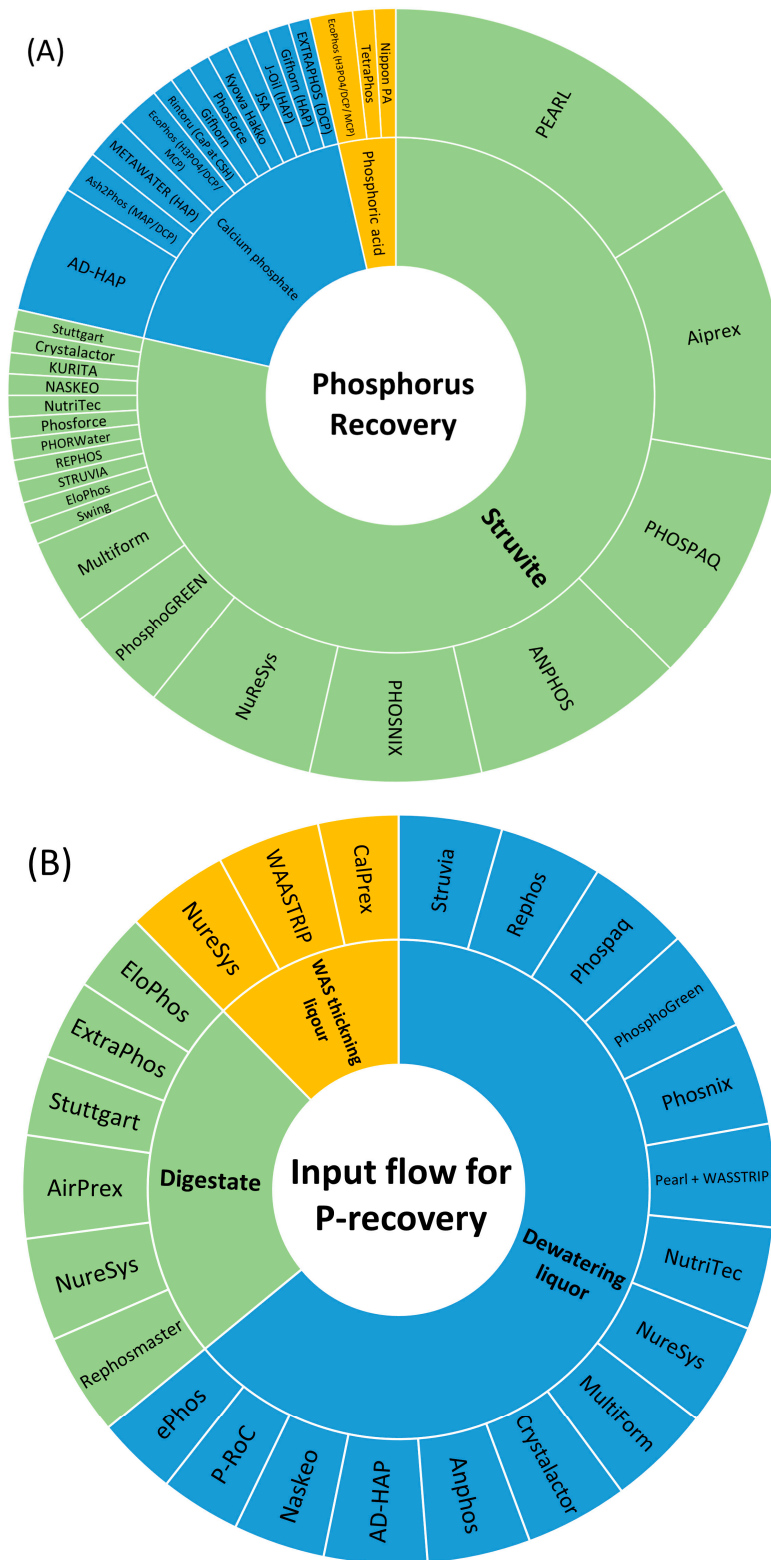 (A)
Phosphorus
Recovery
Struvite
PEARL
Aiprex
PHOSPAQ
ANPHOS
PHOSNIX
NuReSys
PhosphoGREEN
Multiform
Swing
EloPhos
STRUVIA
REPHOS
PHORWater
Phosforce
NutriTec
NASKEO
KURITA
Crystalactor
Stuttgart
Calcium phosphate
AD-HAP
Ash2Phos (MAP/DCP)
METAWATER (HAP)
EcoPhos (H3PO4/DCP/
MCP)
Rintoru (CaP at CSH)
Gifhorn
Phosforce
Kyowa Hakko
JSA
J-Oil (HAP)
Gifhorn (HAP)
EXTRAPHOS (DCP)
Phosphoric acid
EcoPhos (H3PO4/DCP/MCP)
TetraPhos
Nippon PA
(B)
Input flow for
P-recovery
Dewatering
liquor
Struvia
Rephos
Phospaq
PhosphoGreen
Phosnix
Pearl + WASSTRIP
NutriTec
NureSys
MultiForm
Crystalactor
Anphos
AD-HAP
Naskeo
P-RoC
ePhos
Digestate
Rephosmaster
NureSys
AirPrex
Stuttgart
ExtraPhos
EloPhos
WAS thickning
liqour
NureSys
WAASTRIP
CalPrex